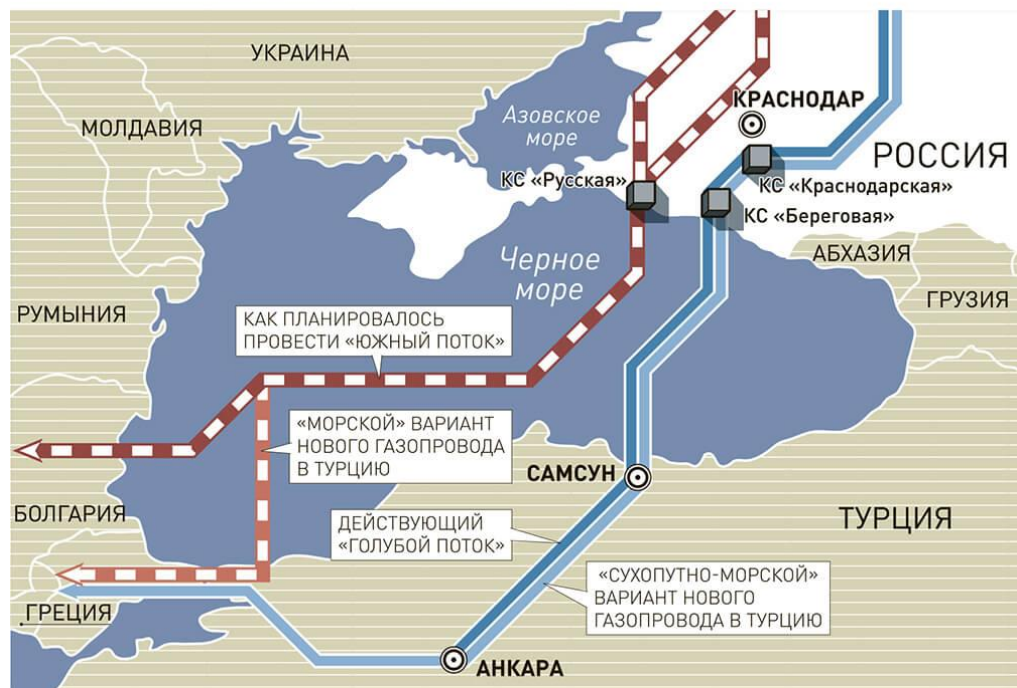 УКРАИНА
МОЛДАВИЯ
Азовское
море
КРАСНОДАР
РОССИЯ
КС «Русская»
КС «Краснодарская»
КС «Береговая»
АБХАЗИЯ
ГРУЗИЯ
Черное
море
РУМЫНИЯ
КАК ПЛАНИРОВАЛОСЬ
ПРОВЕСТИ «ЮЖНЫЙ ПОТОК»
«МОРСКОЙ» ВАРИАНТ
НОВОГО ГАЗОПРОВОДА
В ТУРЦИЮ
САМСУН
БОЛГАРИЯ
ДЕЙСТВУЮЩИЙ
«ГОЛУБОЙ ПОТОК»
ТУРЦИЯ
«СУХОПУТНО-МОРСКОЙ»
ВАРИАНТ НОВОГО
ГАЗОПРОВОДА В ТУРЦИЮ
ГРЕЦИЯ
АНКАРА